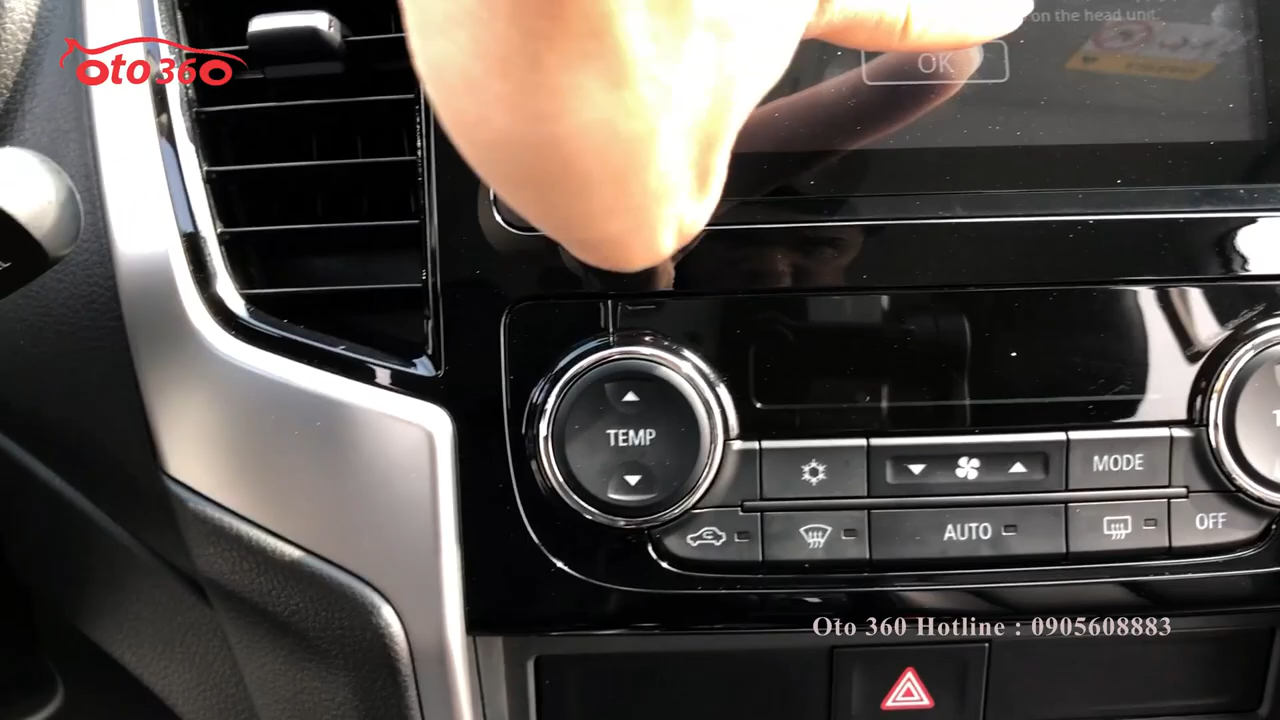 oto360
on the head unit.
OK
TEMP
MODE
AUTO
OFF
Oto 360 Hotline : 0905608883